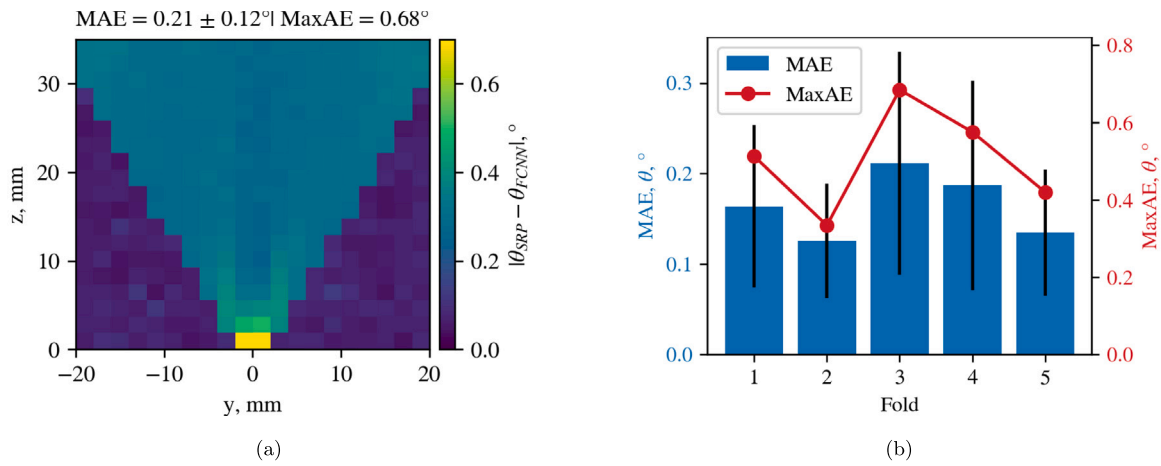 MAE = 0.21 ± 0.12°| MaxAE = 0.68°
30
20
10
0
z, mm
−20
−10
0
10
20
y, mm
0.6
0.4
0.2
0.0
|θSRP − θFCNN|, °
(a)
MAE
MaxAE
0.3
0.2
0.1
0.0
MAE, θ, °
0.8
0.6
0.4
0.2
0.0
MaxAE, θ, °
1
2
3
4
5
Fold
(b)